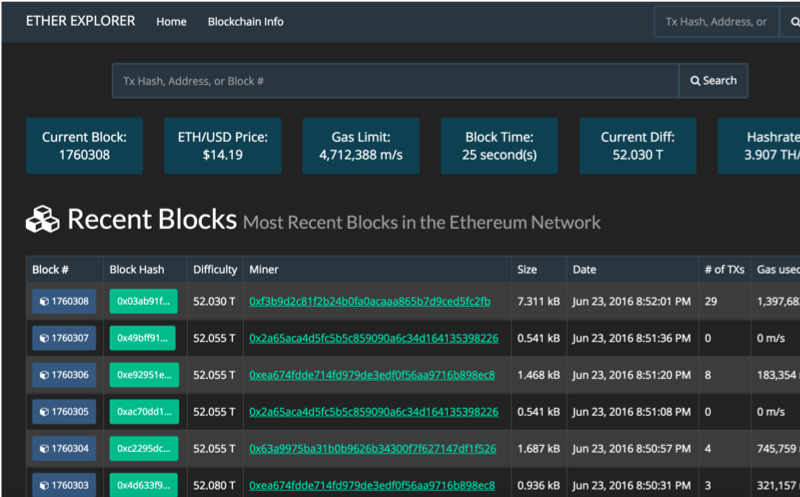 ETHER EXPLORER Home Blockchain Info Tx Hash, Address, or
Tx Hash, Address, or Block # Search
Current Block: ETH/USD Price: Gas Limit: Block Time: Current Diff: Hashrate
1760308 $14.19 4,712,388 m/s 25 second(s) 52.030 T 3.907 TH/
Recent Blocks Most Recent Blocks in the Ethereum Network
Block # Block Hash Difficulty Miner Size Date # of TXs Gas used
1760308 0x03ab91f... 52.030 T 0xf3b9d2c81f2b24b0fa0acaaa865b7d9ced5fc2fb 7.311 kB Jun 23, 2016 8:52:01 PM 29 1,397,68
1760307 0x49bff91... 52.055 T 0x2a65aca4d5fc5b5c859090a6c34d164135398226 0.541 kB Jun 23, 2016 8:51:36 PM 0 0 m/s
1760306 0xe92951e... 52.055 T 0xea674fdde714fd979de3edf0f56aa9716b898ec8 1.468 kB Jun 23, 2016 8:51:20 PM 8 183,354
1760305 0xac70dd1... 52.055 T 0x2a65aca4d5fc5b5c859090a6c34d164135398226 0.541 kB Jun 23, 2016 8:51:08 PM 0 0 m/s
1760304 0xc2295dc... 52.055 T 0x63a9975ba31b0b9626b34300f7f627147df1f526 1.687 kB Jun 23, 2016 8:50:57 PM 4 745,759
1760303 0x4d633f9... 52.080 T 0xea674fdde714fd979de3edf0f56aa9716b898ec8 0.936 kB Jun 23, 2016 8:50:31 PM 3 321,157